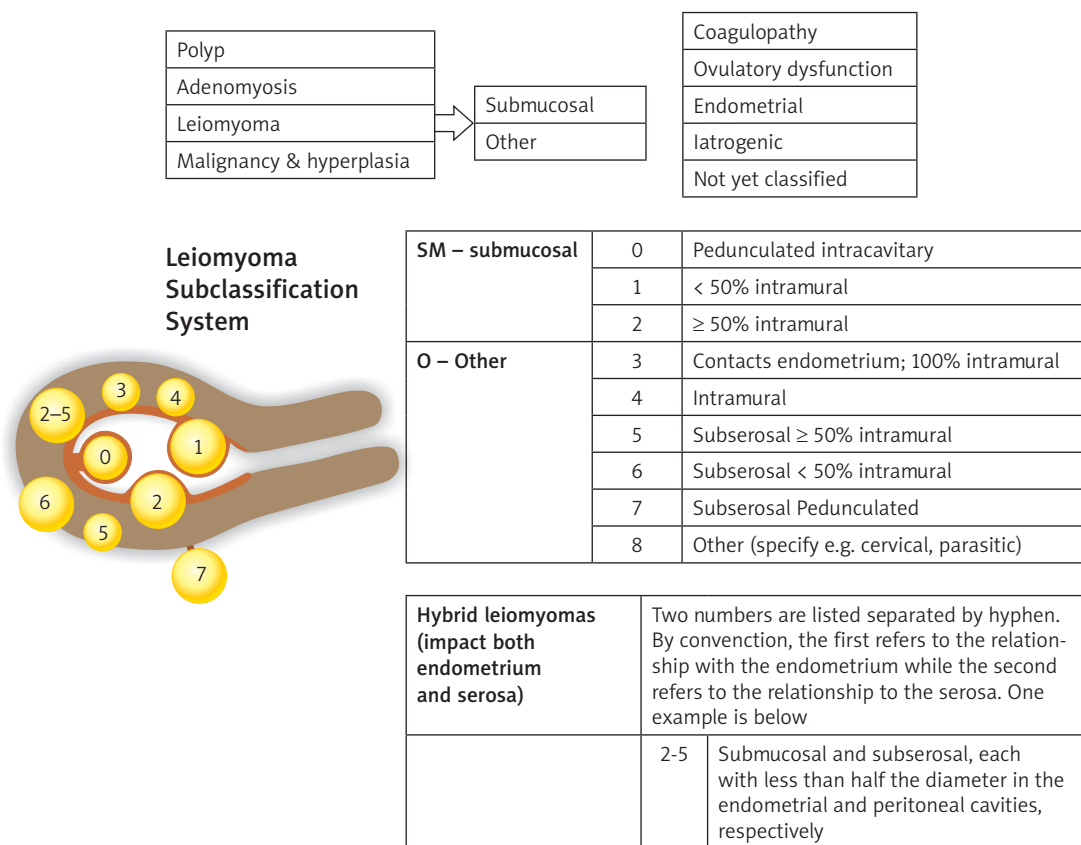 Polyp
Adenomyosis
Leiomyoma
Malignancy & hyperplasia
Submucosal
Other
Coagulopathy
Ovulatory dysfunction
Endometrial
Iatrogenic
Not yet classified
Leiomyoma
Subclassification
System
SM – submucosal
0 Pedunculated intracavitary
1 < 50% intramural
2 ≥ 50% intramural
O – Other
3 Contacts endometrium; 100% intramural
4 Intramural
5 Subserosal ≥ 50% intramural
6 Subserosal < 50% intramural
7 Subserosal Pedunculated
8 Other (specify e.g. cervical, parasitic)
2–5
3
4
1
0
2
6
5
7
Hybrid leiomyomas
(impact both
endometrium
and serosa)
Two numbers are listed separated by hyphen.
By convenction, the first refers to the relation-
ship with the endometrium while the second
refers to the relationship to the serosa. One
example is below
2-5 Submucosal and subserosal, each
with less than half the diameter in the
endometrial and peritoneal cavities,
respectively